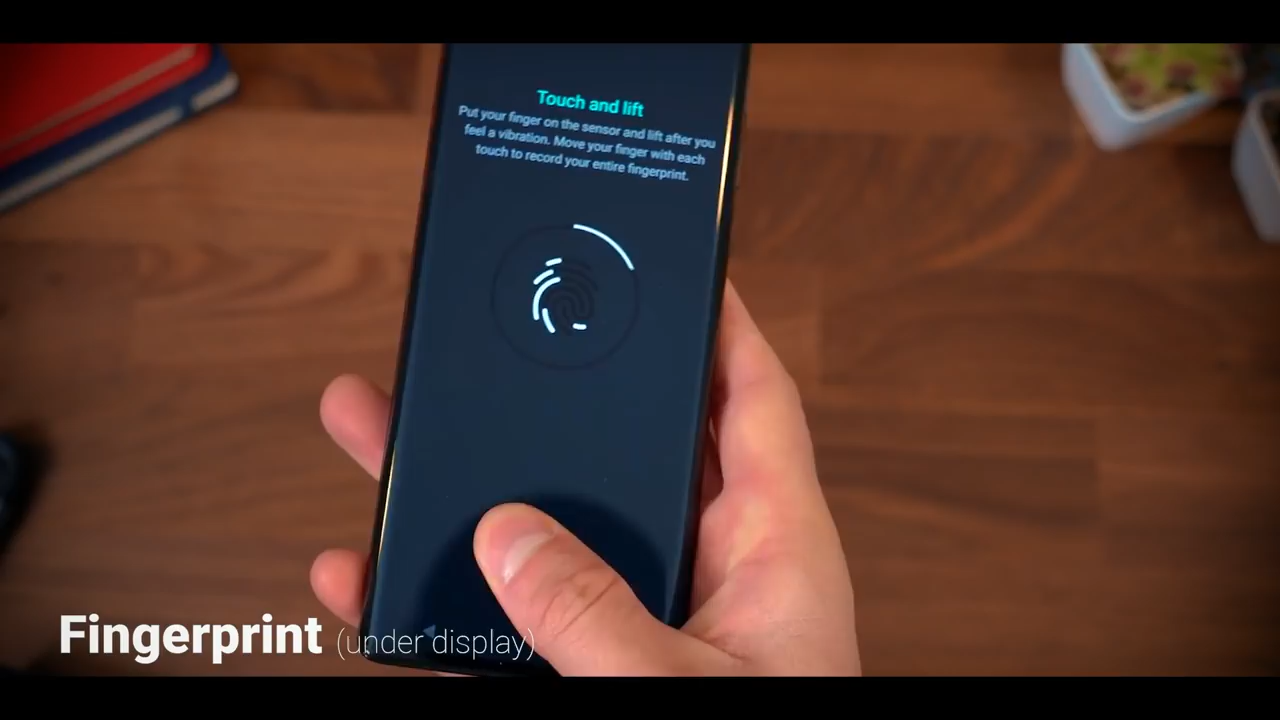 Touch and lift
Put your finger on the sensor and lift after you
feel a vibration. Move your finger with each
touch to record your entire fingerprint.
Fingerprint (under display)